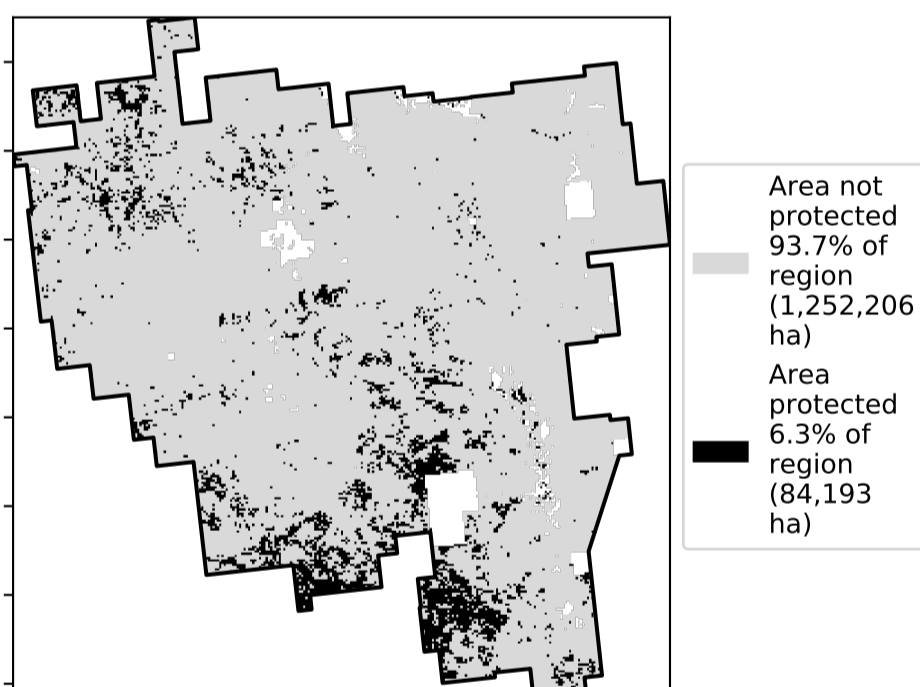 Area not
protected
93.7% of
region
(1,252,206
ha)
Area
protected
6.3% of
region
(84,193
ha)